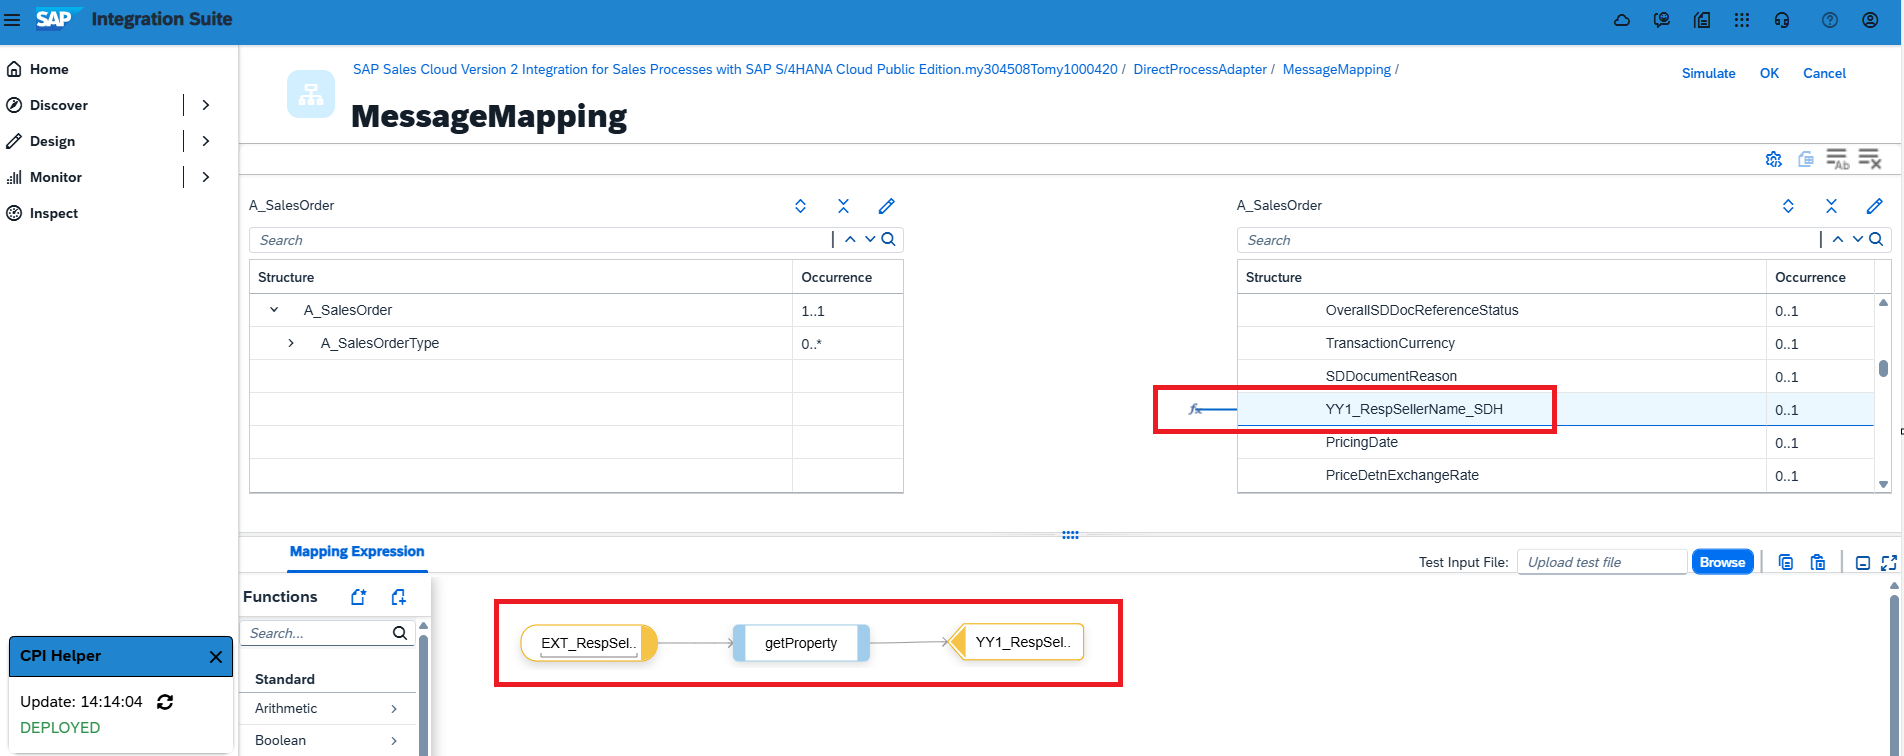 SAP Integration Suite
Home
Discover
Design
Monitor
Inspect
SAP Sales Cloud Version 2 Integration for Sales Processes with SAP S/4HANA Cloud Public Edition.my304508Tomy1000420 / DirectProcessAdapter / MessageMapping /
Simulate OK Cancel
MessageMapping
Ab
A_SalesOrder
Search
Structure Occurrence
A_SalesOrder 1..1
A_SalesOrderType 0..*
A_SalesOrder
Search
Structure Occurrence
OverallSDDocReferenceStatus 0..1
TransactionCurrency 0..1
SDDocumentReason 0..1
fx YY1_RespSellerName_SDH 0..1
PricingDate 0..1
PriceDetnExchangeRate 0..1
Mapping Expression
Test Input File: Upload test file Browse
Functions
Search...
Standard
Arithmetic
Boolean
EXT_RespSel.. getProperty YY1_RespSel..
CPI Helper
Update: 14:14:04
DEPLOYED